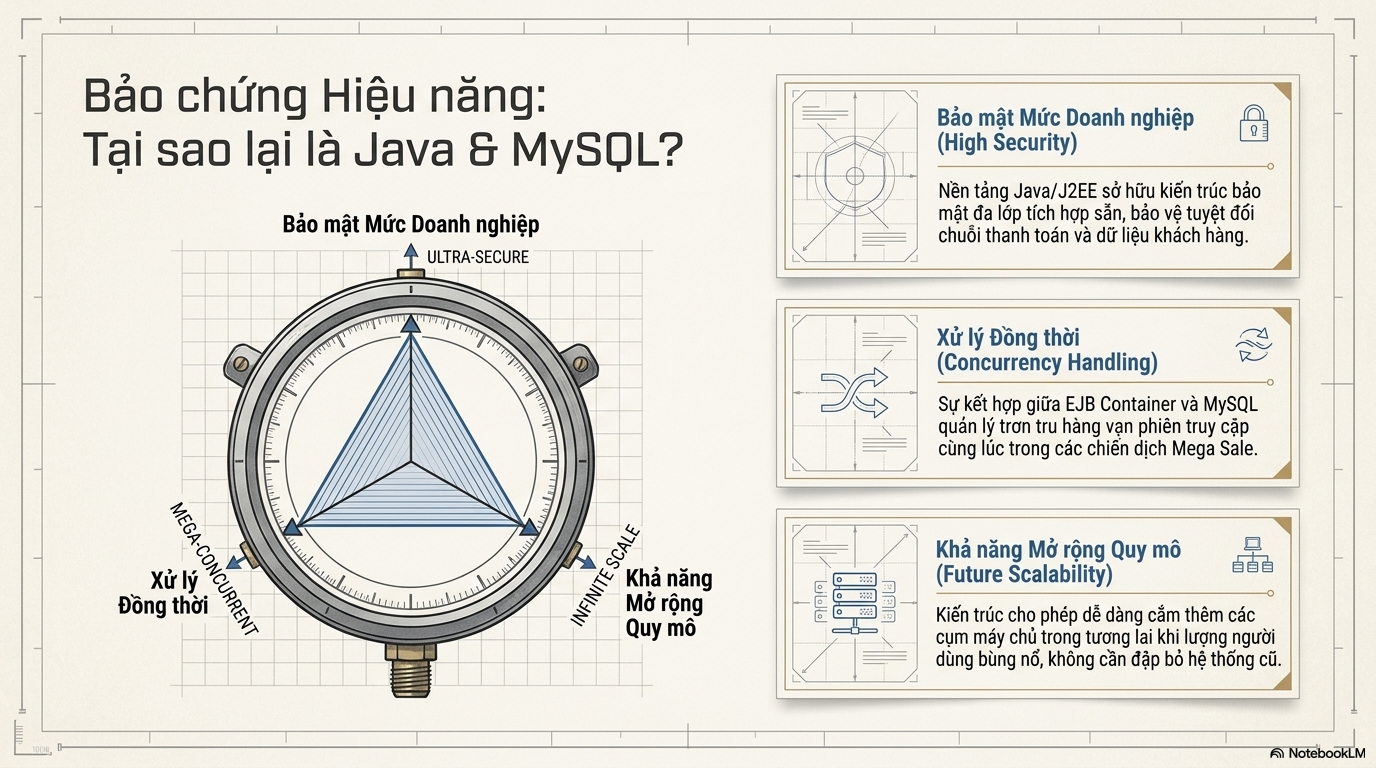 Bảo chứng Hiệu năng:
Tại sao lại là Java & MySQL?
Bảo mật Mức Doanh nghiệp
ULTRA-SECURE
MEGA-CONCURRENT
Xử lý
Đồng thời
INFINITE SCALE
Khả năng
Mở rộng
Quy mô
Bảo mật Mức Doanh nghiệp
(High Security)
Nền tảng Java/J2EE sở hữu kiến trúc bảo
mật đa lớp tích hợp sẵn, bảo vệ tuyệt đối
chuỗi thanh toán và dữ liệu khách hàng.
Xử lý Đồng thời
(Concurrency Handling)
Sự kết hợp giữa EJB Container và MySQL
quản lý trơn tru hàng vạn phiên truy cập
cùng lúc trong các chiến dịch Mega Sale.
Khả năng Mở rộng Quy mô
(Future Scalability)
Kiến trúc cho phép dễ dàng cắm thêm các
cụm máy chủ trong tương lai khi lượng người
dùng bùng nổ, không cần đập bỏ hệ thống cũ.
NotebookLM